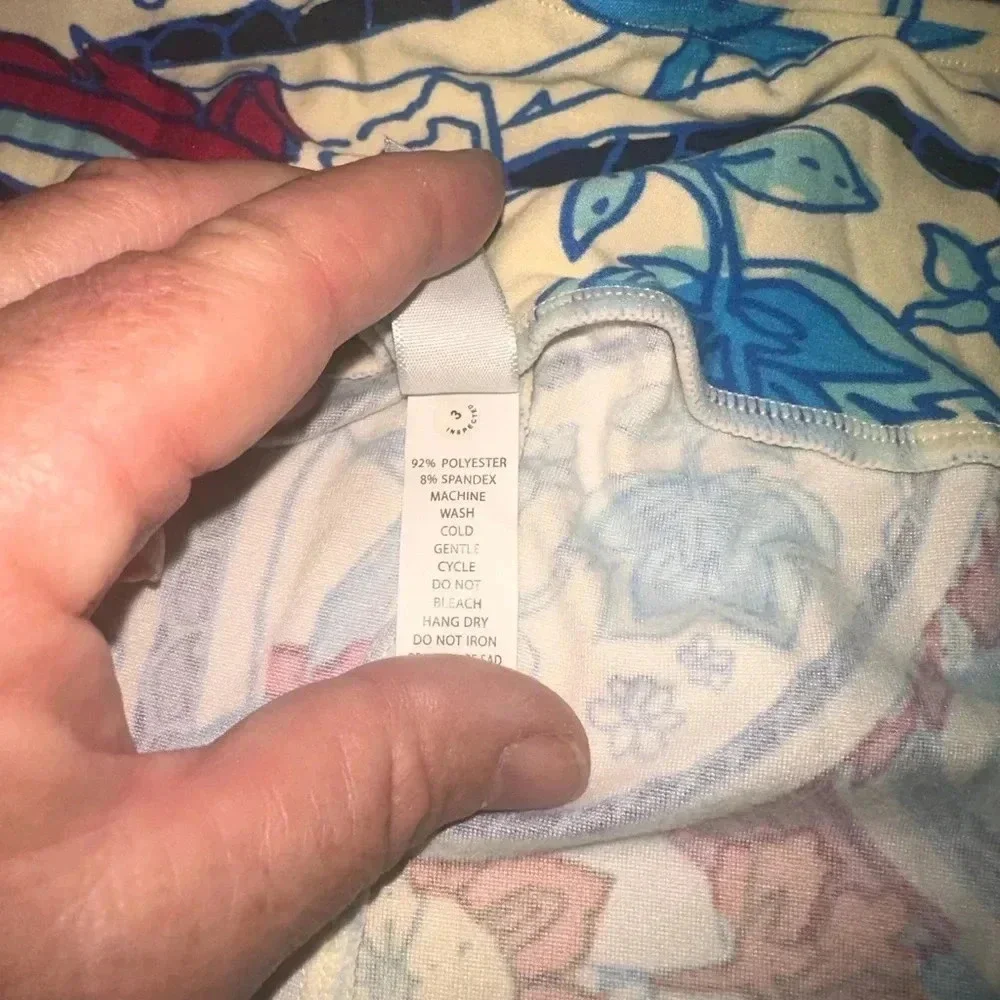 3
INSPECTED
92% POLYESTER
8% SPANDEX
MACHINE
WASH
COLD
GENTLE
CYCLE
DO NOT
BLEACH
HANG DRY
DO NOT IRON